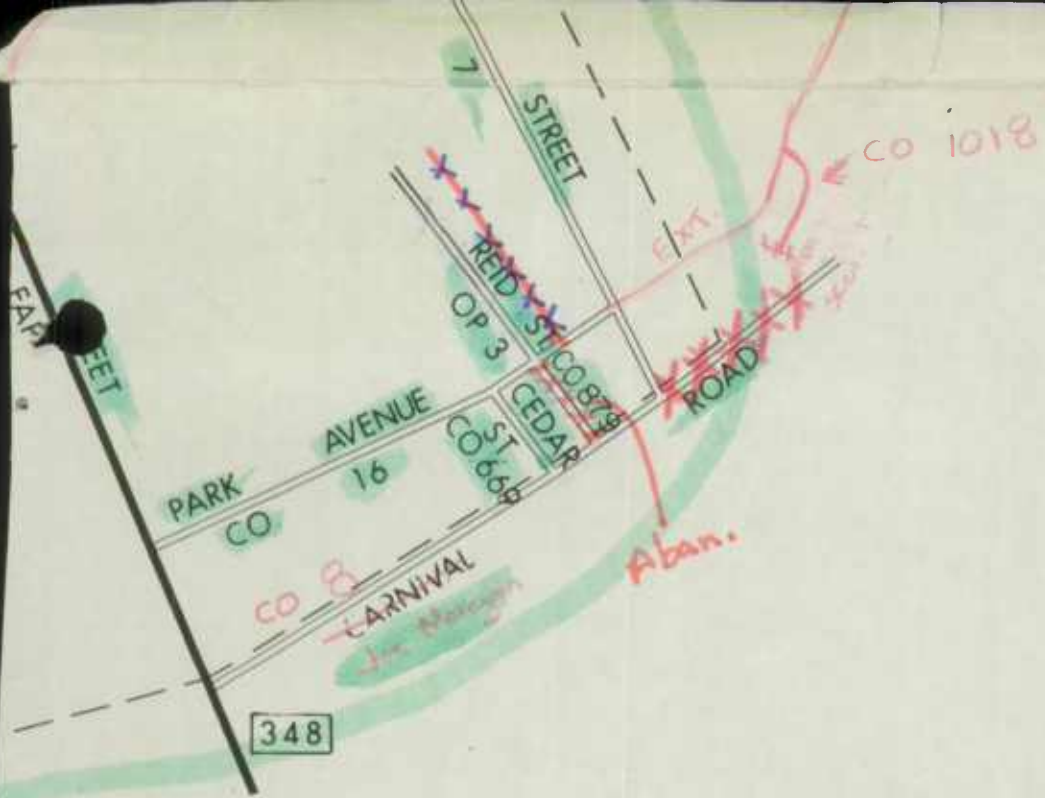 7
STREET
CO 1018
EXT.
REID ST
OP 3
CO 879
CEDAR
ST
CO 660
PARK AVENUE
CO 16
CO 8
CARNIVAL ROAD
Aban.
348